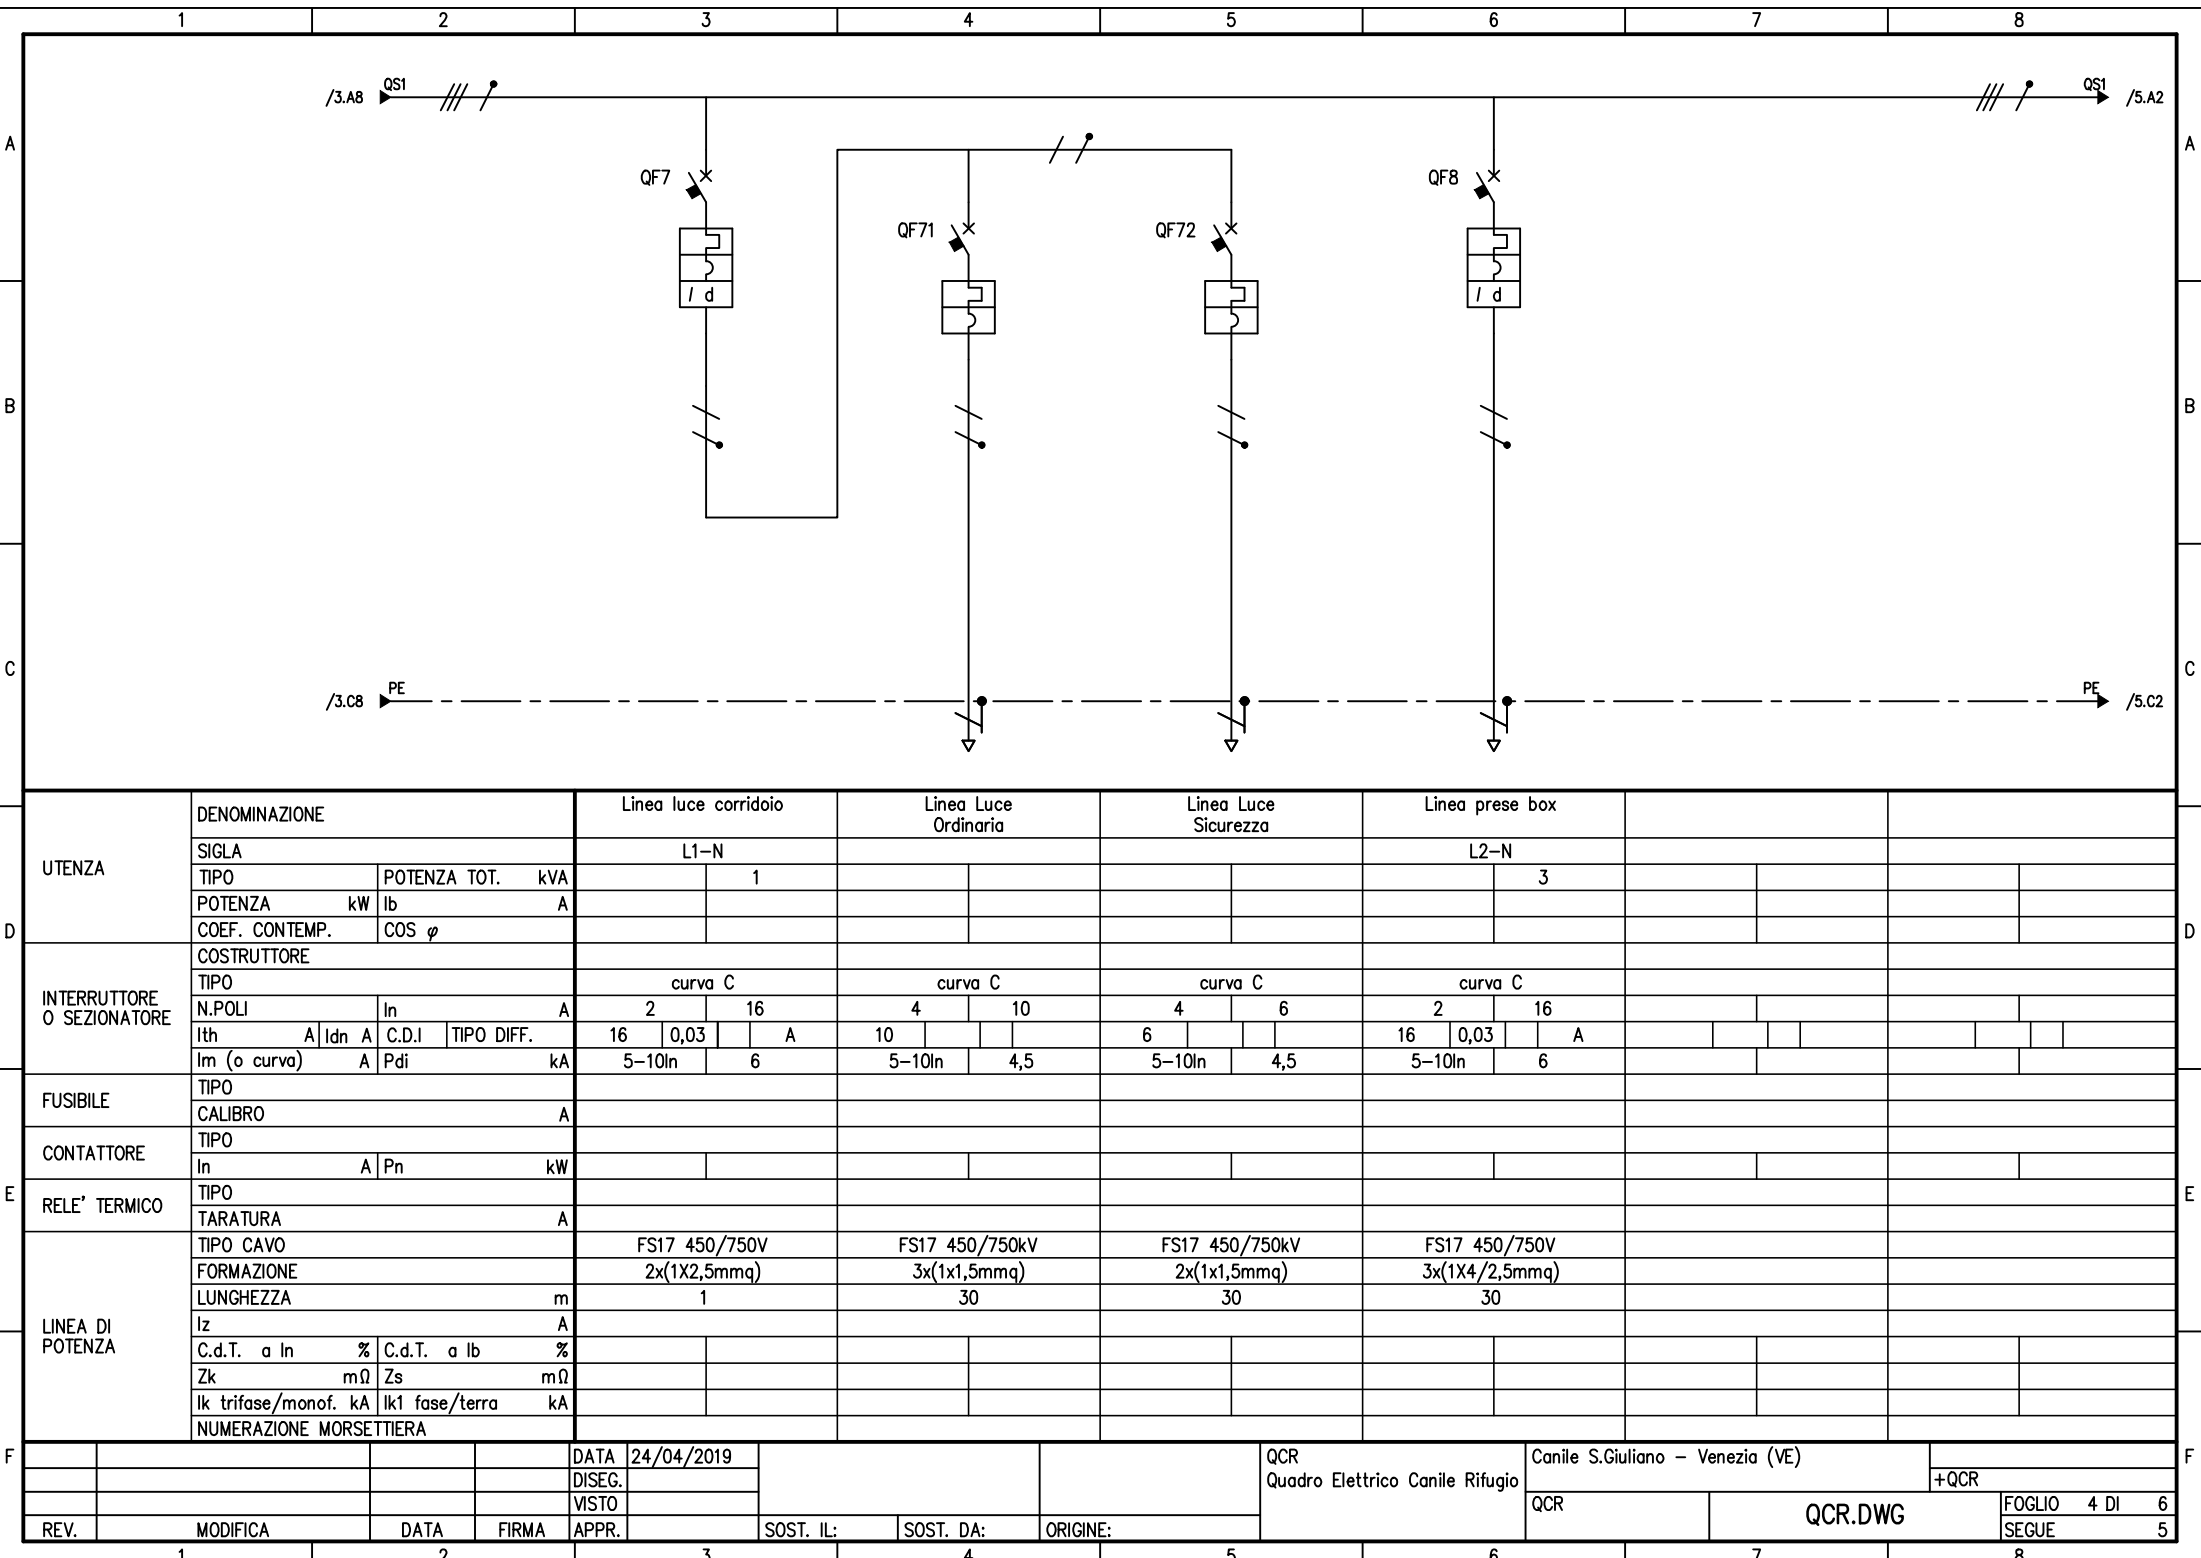 1 2 3 4 5 6 7 8
/3.A8 QS1 QS1 /5.A2
A A
QF7 QF8
QF71 QF72
I d I d
B B
C C
/3.C8 PE PE /5.C2
UTENZA
DENOMINAZIONE Linea luce corridoio Linea Luce Ordinaria Linea Luce Sicurezza Linea prese box
SIGLA L1-N L2-N
TIPO POTENZA TOT. kVA 1 3
POTENZA kW Ib A
D COEF. CONTEMP. COS φ D
INTERRUTTORE
O SEZIONATORE
COSTRUTTORE
TIPO curva C curva C curva C curva C
N.POLI In A 2 16 4 10 4 6 2 16
Ith A Idn A C.D.I TIPO DIFF. 16 0,03 A 10 6 16 0,03 A
Im (o curva) A Pdi kA 5-10In 6 5-10In 4,5 5-10In 4,5 5-10In 6
FUSIBILE
TIPO
CALIBRO A
CONTATTORE
TIPO
In A Pn kW
E E
RELE' TERMICO
TIPO
TARATURA A
LINEA DI
POTENZA
TIPO CAVO FS17 450/750V FS17 450/750kV FS17 450/750kV FS17 450/750V
FORMAZIONE 2x(1X2,5mmq) 3x(1x1,5mmq) 2x(1x1,5mmq) 3x(1X4/2,5mmq)
LUNGHEZZA m 1 30 30 30
Iz A
C.d.T. a In % C.d.T. a Ib %
Zk mΩ Zs mΩ
Ik trifase/monof. kA Ik1 fase/terra kA
NUMERAZIONE MORSETTIERA
F F
DATA 24/04/2019
DISEG.
VISTO
REV. MODIFICA DATA FIRMA APPR. SOST. IL: SOST. DA: ORIGINE:
QCR
Quadro Elettrico Canile Rifugio
Canile S.Giuliano - Venezia (VE)
+QCR
QCR
QCR.DWG
FOGLIO 4 DI 6
SEGUE 5
1 2 3 4 5 6 7 8